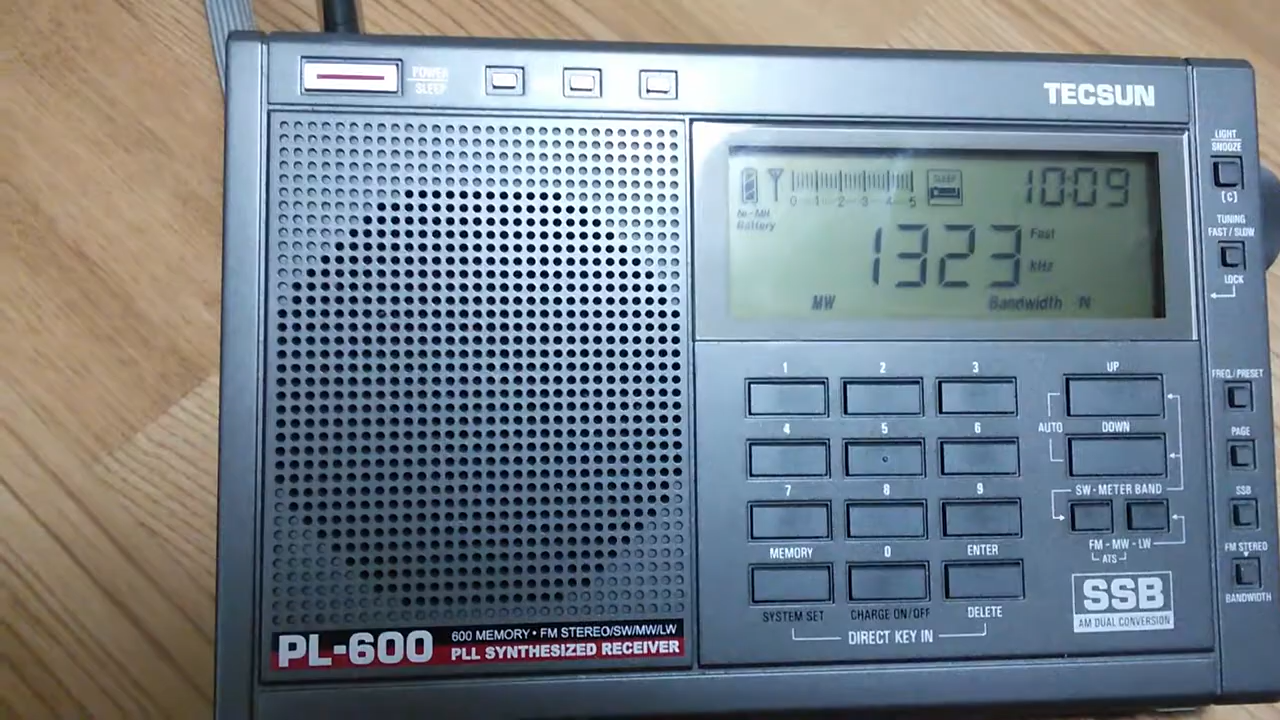 POWER
SLEEP
TECSUN
LIGHT
SNOOZE
[C]
TUNING
FAST / SLOW
LOCK
0 1 2 3 4 5
SLEEP
10:09
Ni-MH
Battery
1323
Fast
kHz
MW
Bandwidth N
1 2 3
UP
4 5 6
AUTO
DOWN
7 8 9
SW - METER BAND
MEMORY 0 ENTER
FM - MW - LW
ATS
SYSTEM SET
CHARGE ON/OFF
DELETE
DIRECT KEY IN
SSB
AM DUAL CONVERSION
FREQ. / PRESET
PAGE
SSB
FM STEREO
BANDWIDTH
PL-600
600 MEMORY • FM STEREO/SW/MW/LW
PLL SYNTHESIZED RECEIVER